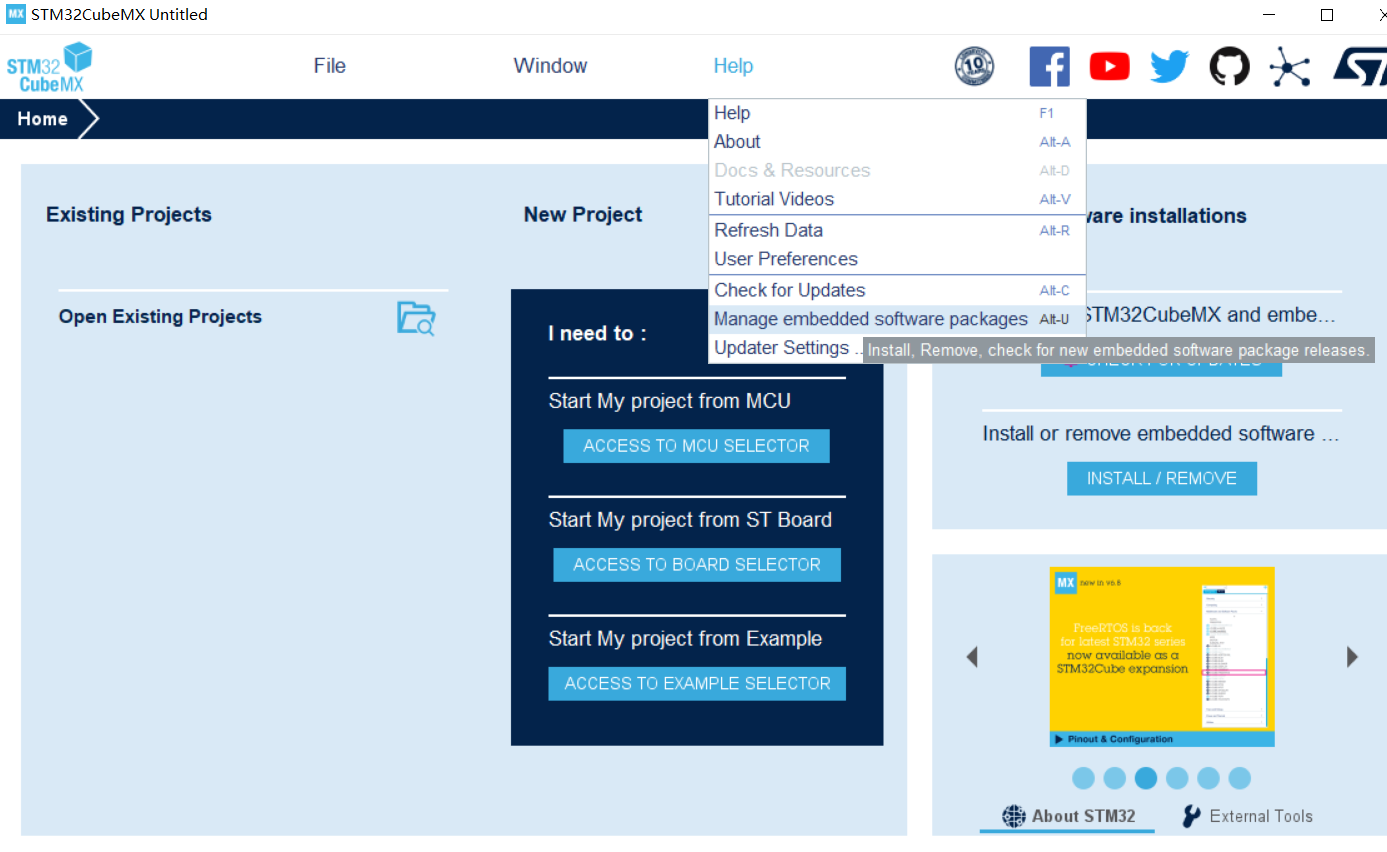 MX STM32CubeMX Untitled
STM32
CubeMX
File
Window
Help
10
Home
Help F1
About Alt-A
Docs & Resources Alt-D
Tutorial Videos Alt-V
Refresh Data Alt-R
User Preferences
Check for Updates Alt-C
Manage embedded software packages Alt-U
Updater Settings ..
Install, Remove, check for new embedded software package releases.
Existing Projects
Open Existing Projects
New Project
I need to :
Start My project from MCU
ACCESS TO MCU SELECTOR
Start My project from ST Board
ACCESS TO BOARD SELECTOR
Start My project from Example
ACCESS TO EXAMPLE SELECTOR
ware installations
STM32CubeMX and embe...
CHECK FOR UPDATES
Install or remove embedded software ...
INSTALL / REMOVE
MX new in v6.8
FreeRTOS is back
for latest STM32 series
now available as a
STM32Cube expansion
Pinout & Configuration
About STM32
External Tools